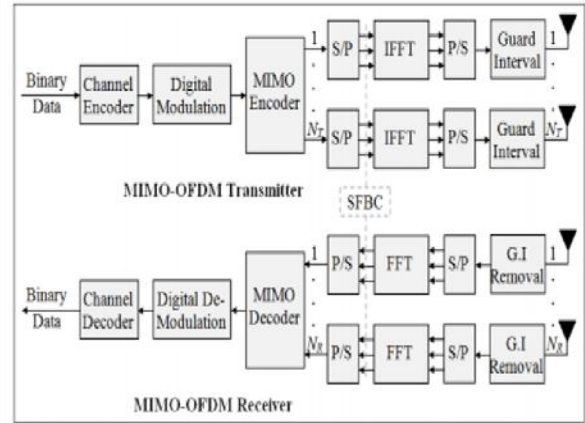 Binary
Data
Channel
Encoder
Digital
Modulation
MIMO
Encoder
1
S/P
IFFT
P/S
Guard
Interval
1
N_T
S/P
IFFT
P/S
Guard
Interval
N_T
MIMO-OFDM Transmitter
SFBC
Binary
Data
Channel
Decoder
Digital De-
Modulation
MIMO
Decoder
1
P/S
FFT
S/P
G.I
Removal
1
N_R
P/S
FFT
S/P
G.I
Removal
N_R
MIMO-OFDM Receiver